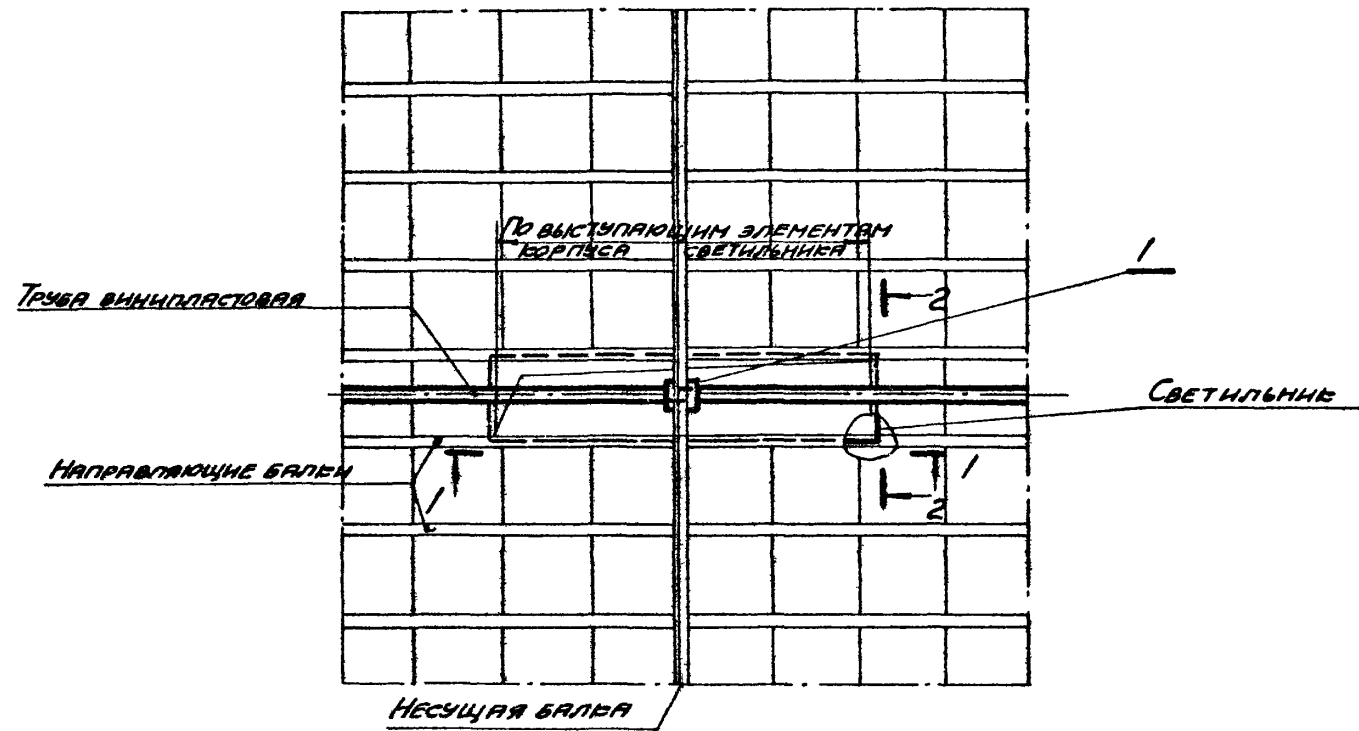 По выступающим элементам
корпуса светильника
1
Труба винипластовая
2
Светильник
Направляющие балки
1
1
2
Несущая балка